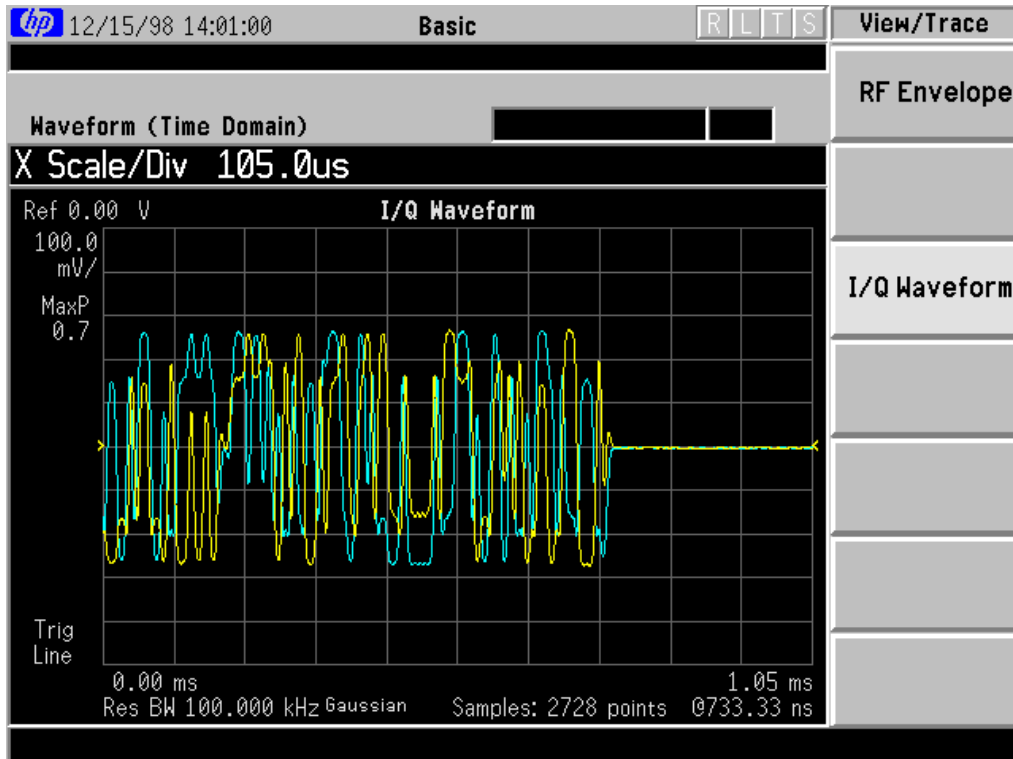 hp 12/15/98 14:01:00 Basic R L T S View/Trace
RF Envelope
Waveform (Time Domain)
X Scale/Div 105.0us
Ref 0.00 V I/Q Waveform
100.0
mV/
MaxP
0.7
I/Q Waveform
Trig
Line
0.00 ms 1.05 ms
Res BW 100.000 kHz Gaussian Samples: 2728 points @733.33 ns